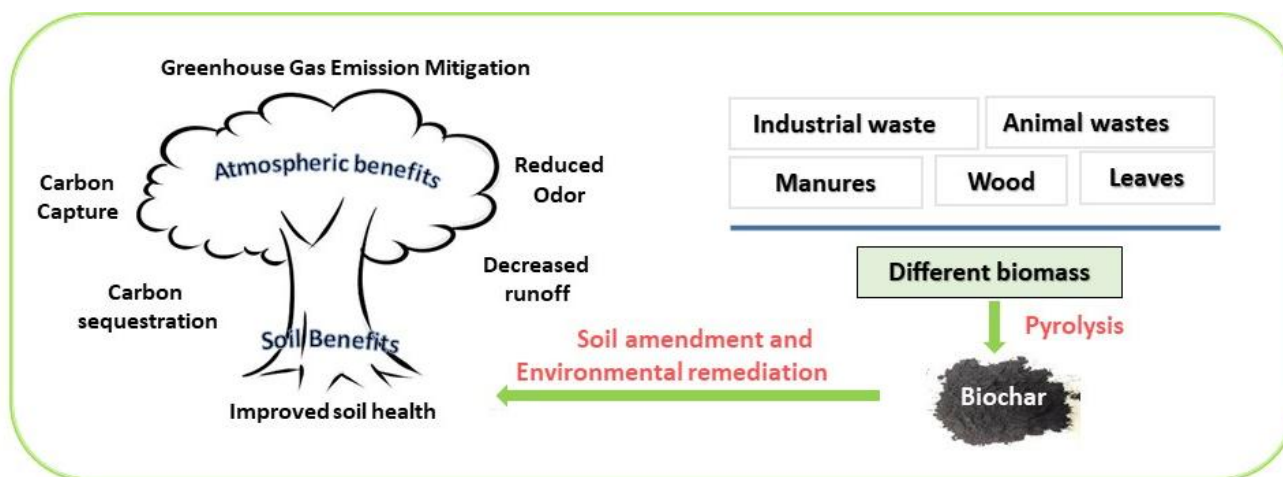 Greenhouse Gas Emission Mitigation
Atmospheric benefits
Carbon
Capture
Reduced
Odor
Carbon
sequestration
Decreased
runoff
Soil Benefits
Improved soil health
Industrial waste
Animal wastes
Manures
Wood
Leaves
Different biomass
Pyrolysis
Biochar
Soil amendment and
Environmental remediation